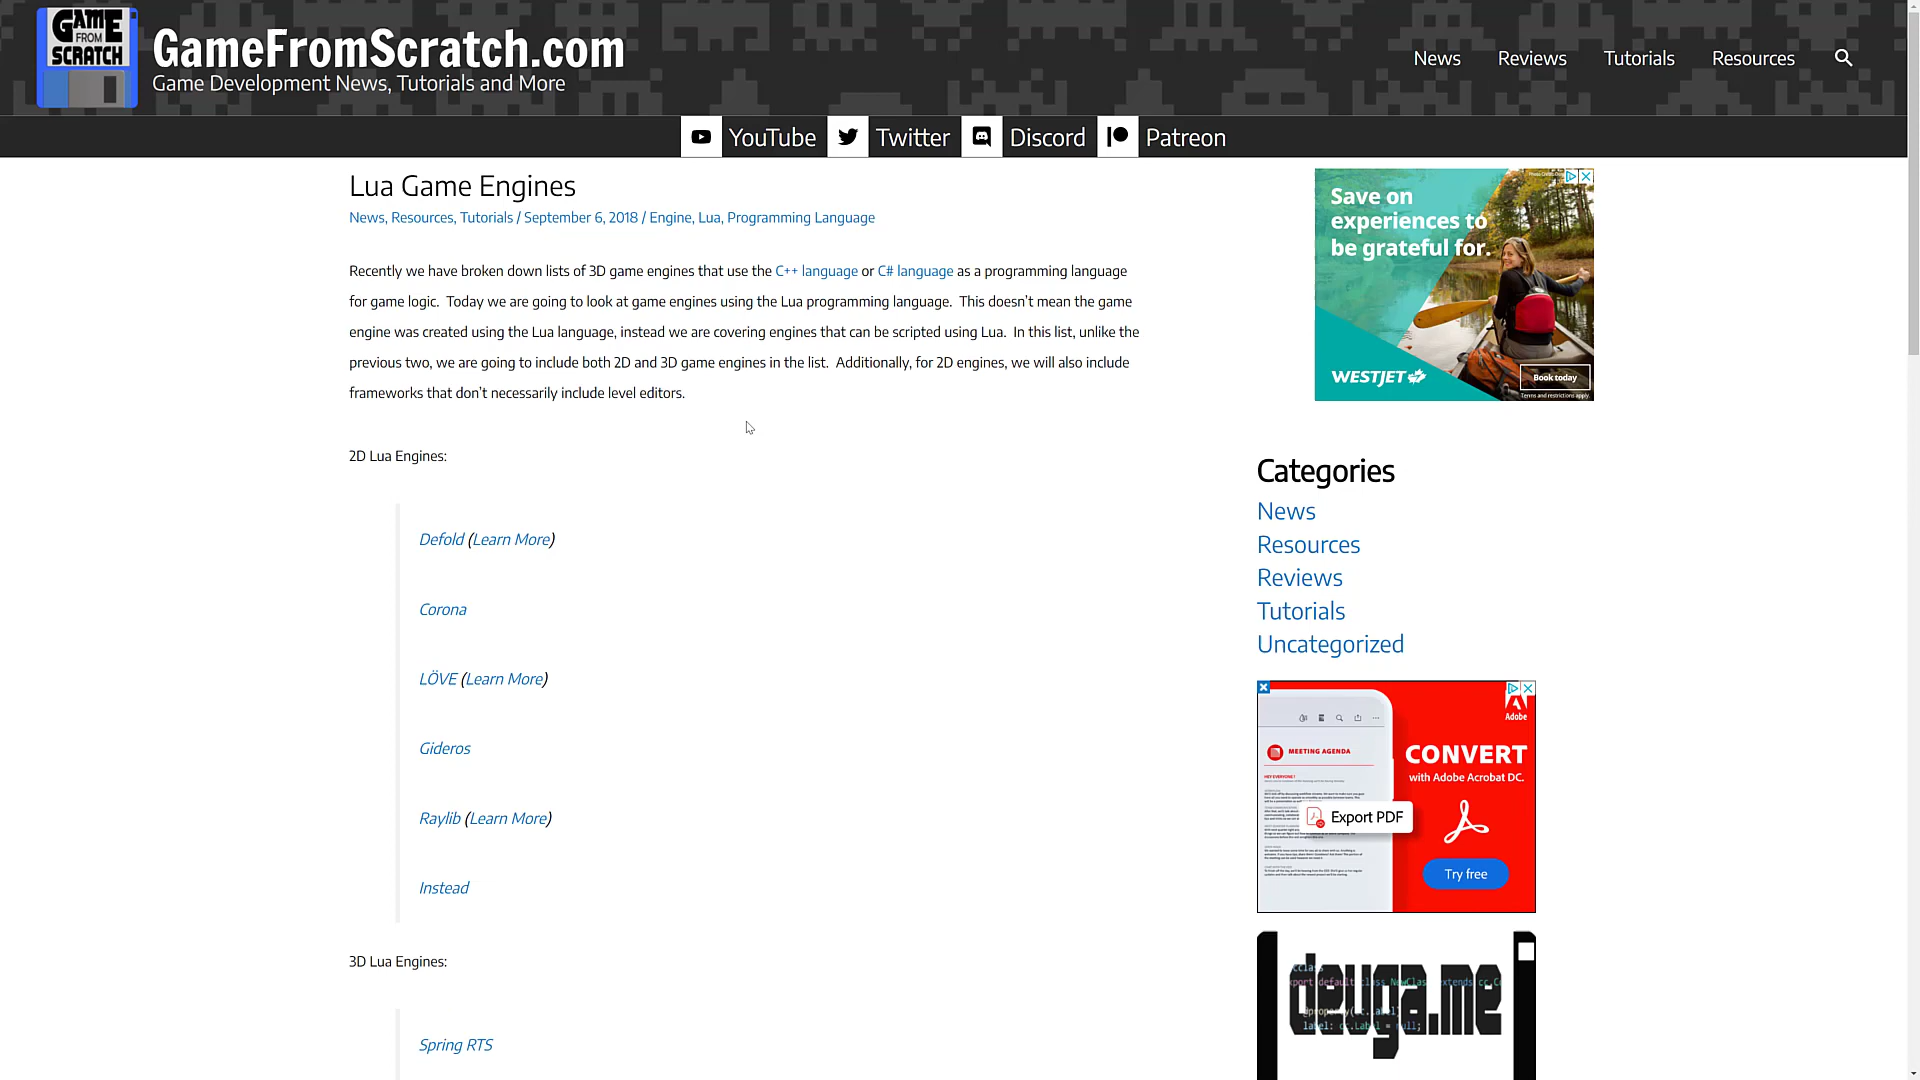 GAME
FROM
SCRATCH
GameFromScratch.com
Game Development News, Tutorials and More
News
Reviews
Tutorials
Resources
YouTube
Twitter
Discord
Patreon
Lua Game Engines
News, Resources, Tutorials / September 6, 2018 / Engine, Lua, Programming Language
Recently we have broken down lists of 3D game engines that use the C++ language or C# language as a programming language
for game logic.  Today we are going to look at game engines using the Lua programming language.  This doesn't mean the game
engine was created using the Lua language, instead we are covering engines that can be scripted using Lua.  In this list, unlike the
previous two, we are going to include both 2D and 3D game engines in the list.  Additionally, for 2D engines, we will also include
frameworks that don't necessarily include level editors.
2D Lua Engines:
Defold (Learn More)
Corona
LÖVE (Learn More)
Gideros
Raylib (Learn More)
Instead
3D Lua Engines:
Spring RTS
Save on
experiences to
be grateful for.
WESTJET
Book today
Terms and restrictions apply.
Categories
News
Resources
Reviews
Tutorials
Uncategorized
Adobe
MEETING AGENDA
CONVERT
with Adobe Acrobat DC.
Export PDF
Try free
devga.me